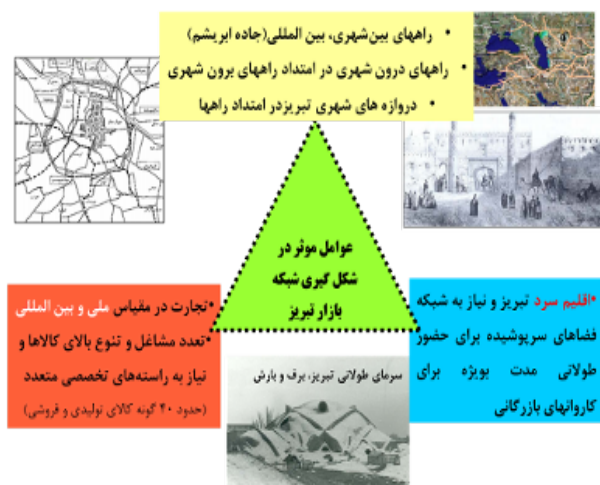 • راههای بین‌شهری، بین المللی(جاده ابریشم)
• راههای درون شهری در امتداد راههای برون شهری
• دروازه های شهری تبریزدر امتداد راهها
عوامل موثر در
شکل گیری شبکه
بازار تبریز
•اقلیم سرد تبریز و نیاز به شبکه
فضاهای سرپوشیده برای حضور
طولانی مدت بویژه برای
کاروانهای بازرگانی
•تجارت در مقیاس ملی و بین المللی
•تعدد مشاغل و تنوع بالای کالاها و
نیاز به راسته‌های تخصصی متعدد
(حدود ۴۰ گونه کالای تولیدی و فروشی)
سرمای طولانی تبریز، برف و بارش